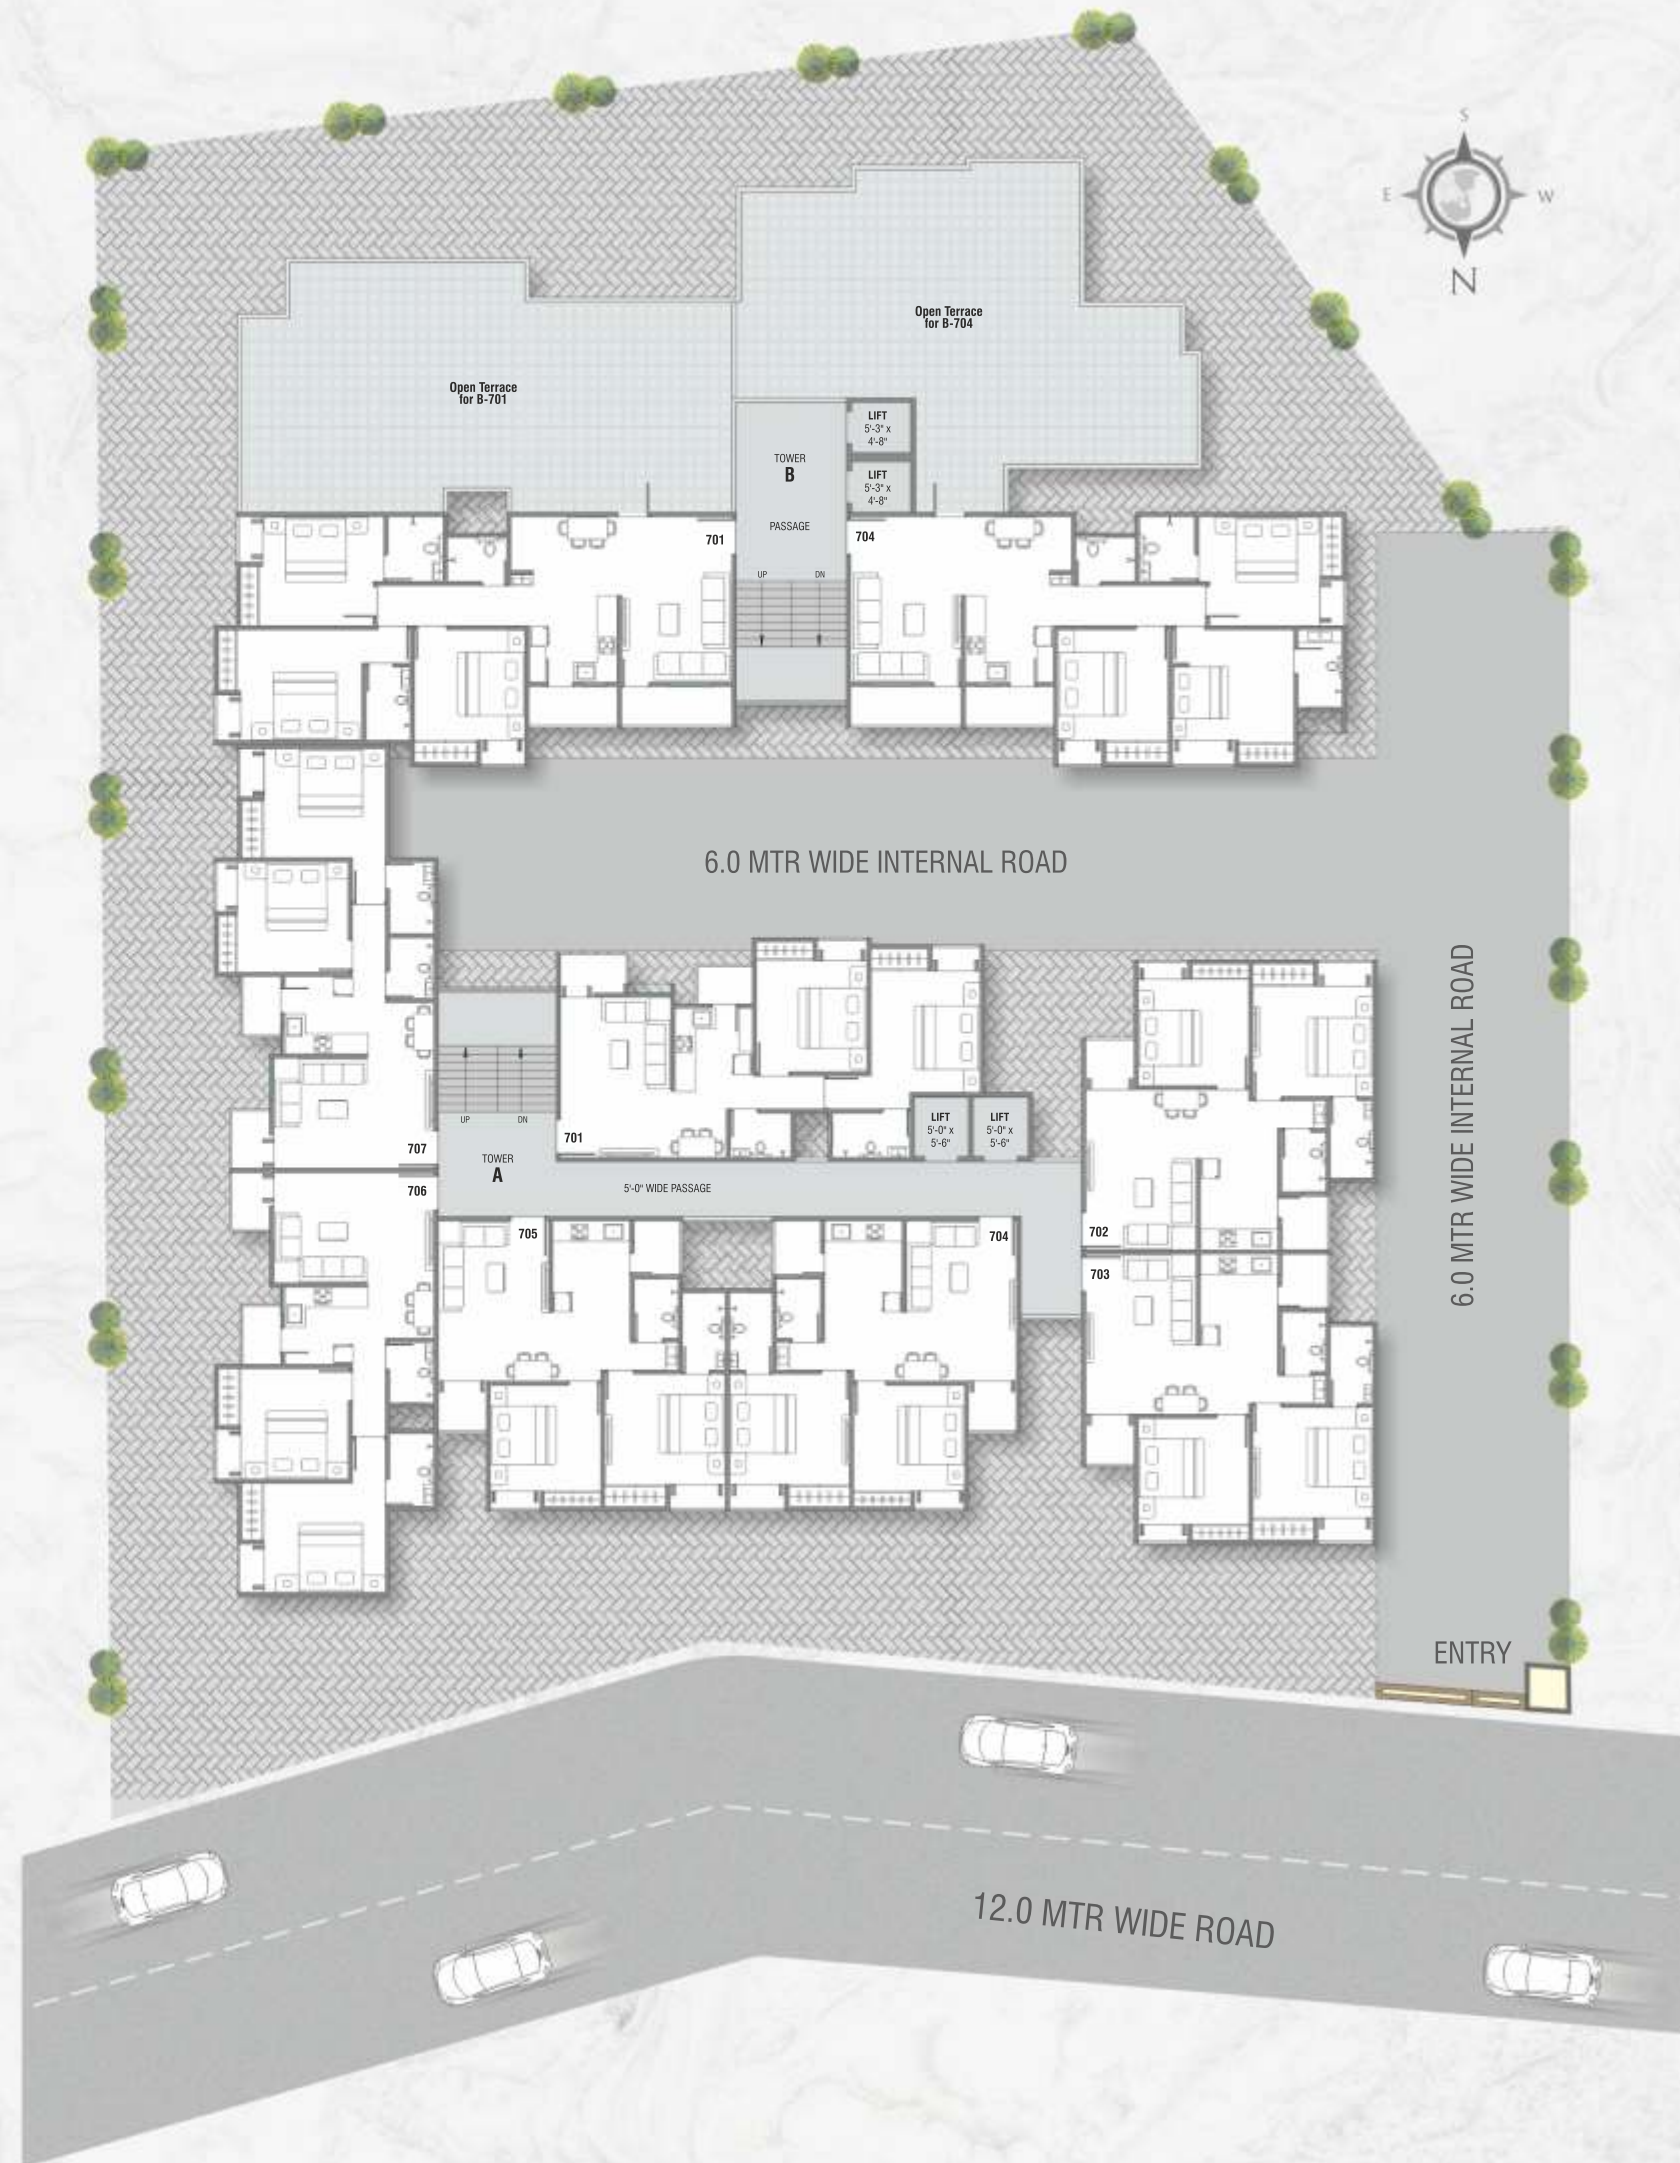 S
E
W
N
Open Terrace
for B-704
Open Terrace
for B-701
LIFT
5'-3" x
4'-8"
TOWER
B
LIFT
5'-3" x
4'-8"
PASSAGE
701
704
UP
DN
6.0 MTR WIDE INTERNAL ROAD
6.0 MTR WIDE INTERNAL ROAD
UP
DN
LIFT
5'-0" x
5'-6"
LIFT
5'-0" x
5'-6"
701
707
TOWER
A
706
5'-0" WIDE PASSAGE
705
704
702
703
ENTRY
12.0 MTR WIDE ROAD